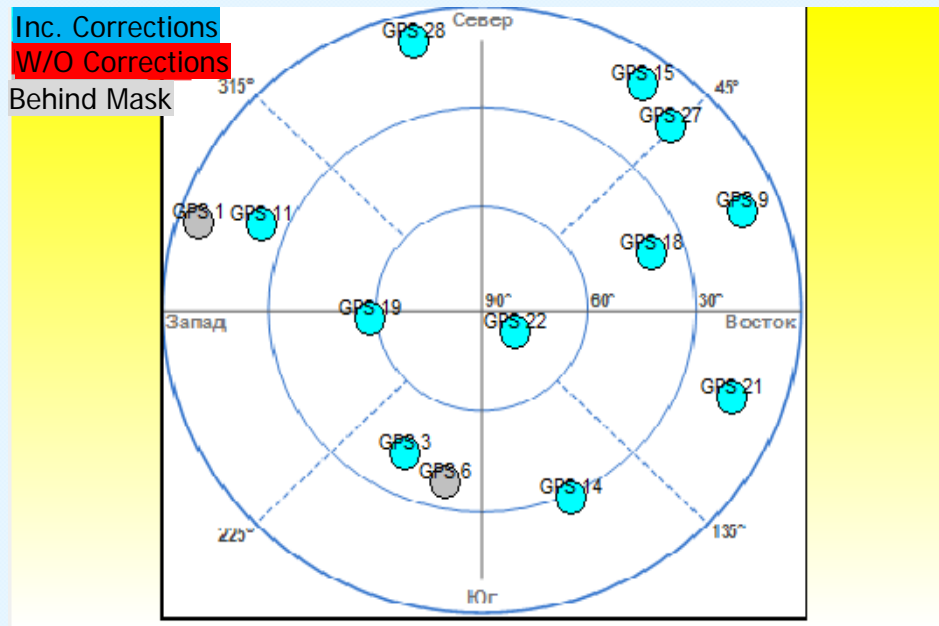 Inc. Corrections
W/O Corrections
Behind Mask
Север
GPS 28
GPS 15
315°
45°
GPS 27
GPS 1
GPS 11
GPS 9
GPS 18
GPS 19
90°
60°
30°
Запад
GPS 22
Восток
GPS 21
GPS 3
GPS 6
GPS 14
225°
135°
Юг